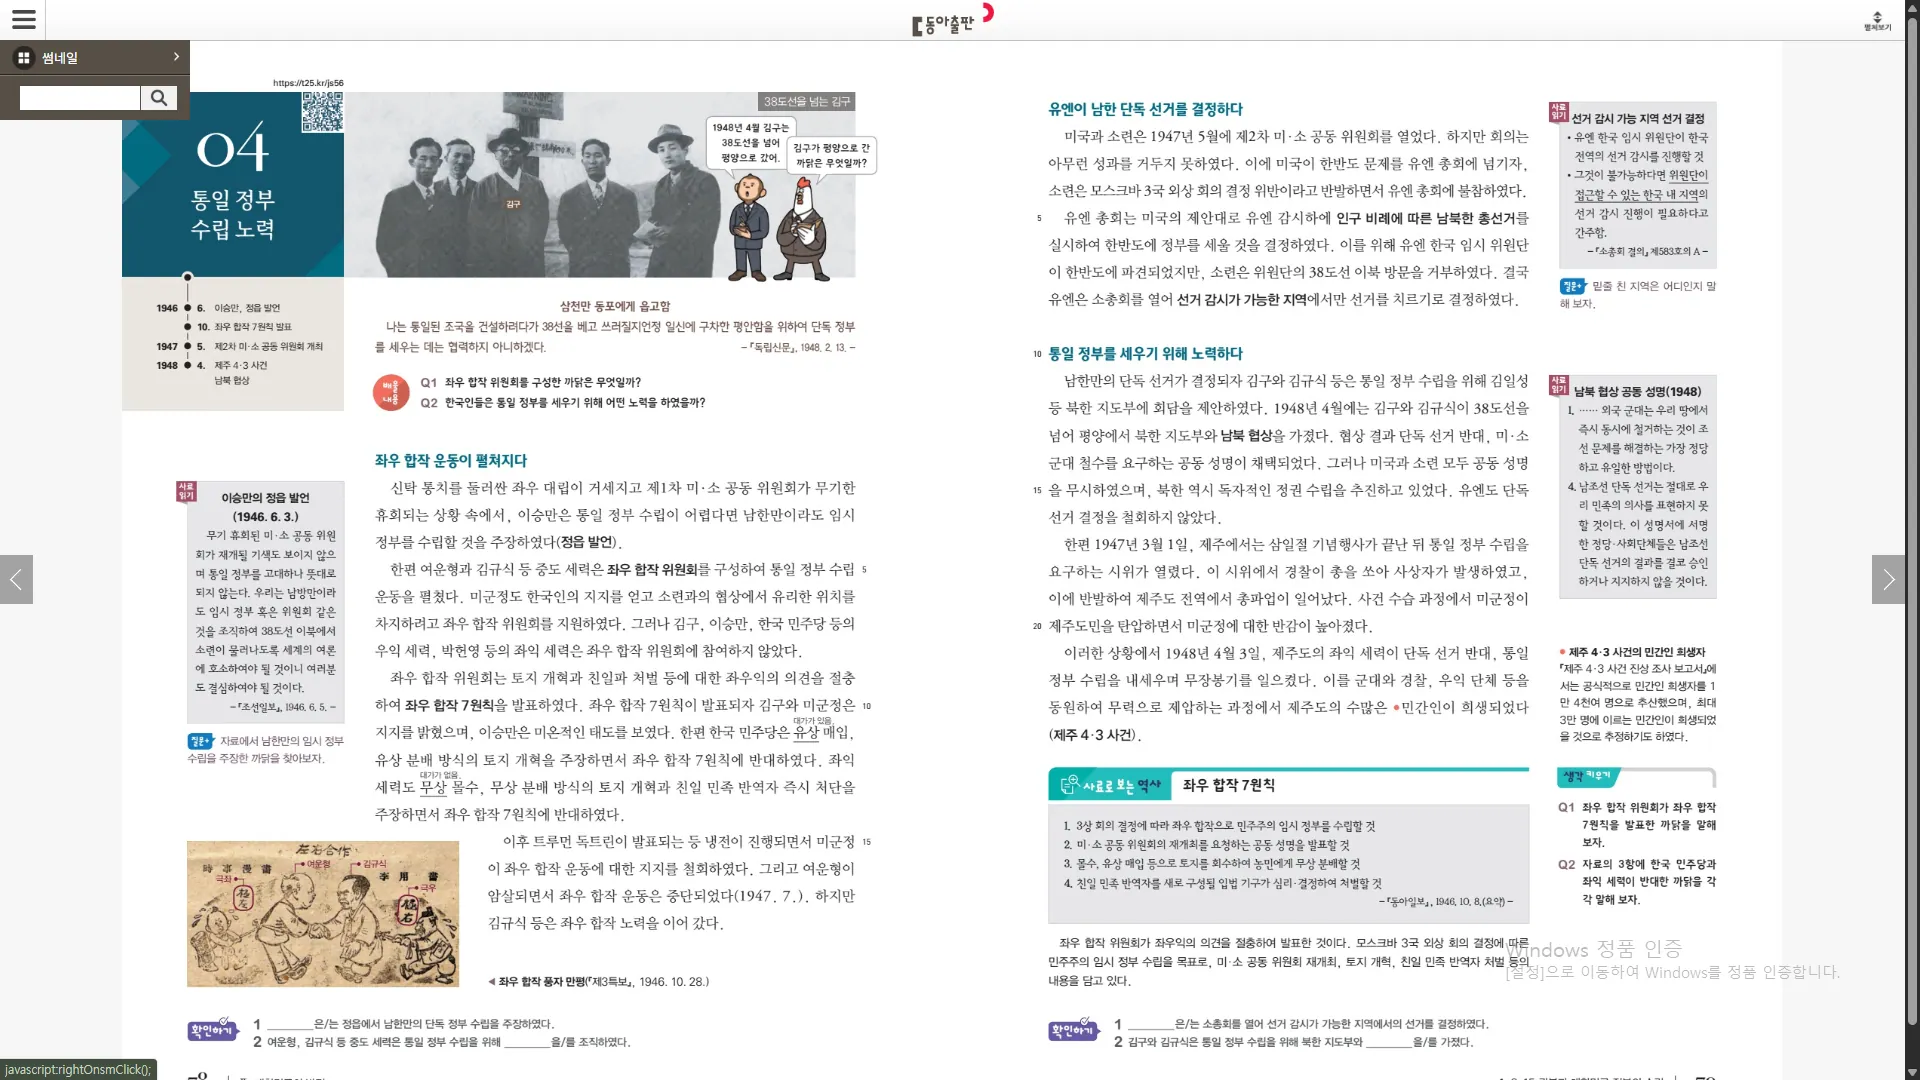 동아출판
펼쳐보기
썸네일
https://t25.kr/js56
04
통일 정부
수립 노력
1946 6. 이승만, 정읍 발언
10. 좌우 합작 7원칙 발표
1947 5. 제2차 미·소 공동 위원회 개최
1948 4. 제주 4·3 사건
남북 협상
38도선을 넘는 김구
1948년 4월 김구는
38도선을 넘어
평양으로 갔어.
김구가 평양으로 간
까닭은 무엇일까?
김구
삼천만 동포에게 읍고함
나는 통일된 조국을 건설하려다가 38선을 베고 쓰러질지언정 일신에 구차한 평안함을 위하여 단독 정부
를 세우는 데는 협력하지 아니하겠다. -『독립신문』, 1948. 2. 13. -
배울
내용
Q1 좌우 합작 위원회를 구성한 까닭은 무엇일까?
Q2 한국인들은 통일 정부를 세우기 위해 어떤 노력을 하였을까?
좌우 합작 운동이 펼쳐지다
신탁 통치를 둘러싼 좌우 대립이 거세지고 제1차 미·소 공동 위원회가 무기한
휴회되는 상황 속에서, 이승만은 통일 정부 수립이 어렵다면 남한만이라도 임시
정부를 수립할 것을 주장하였다(정읍 발언).
한편 여운형과 김규식 등 중도 세력은 좌우 합작 위원회를 구성하여 통일 정부 수립 5
운동을 펼쳤다. 미군정도 한국인의 지지를 얻고 소련과의 협상에서 유리한 위치를
차지하려고 좌우 합작 위원회를 지원하였다. 그러나 김구, 이승만, 한국 민주당 등의
우익 세력, 박헌영 등의 좌익 세력은 좌우 합작 위원회에 참여하지 않았다.
좌우 합작 위원회는 토지 개혁과 친일파 처벌 등에 대한 좌우익의 의견을 절충
하여 좌우 합작 7원칙을 발표하였다. 좌우 합작 7원칙이 발표되자 김구와 미군정은 10
대가가 있음.
지지를 밝혔으며, 이승만은 미온적인 태도를 보였다. 한편 한국 민주당은 유상 매입,
유상 분배 방식의 토지 개혁을 주장하면서 좌우 합작 7원칙에 반대하였다. 좌익
대가가 없음.
세력도 무상 몰수, 무상 분배 방식의 토지 개혁과 친일 민족 반역자 즉시 처단을
주장하면서 좌우 합작 7원칙에 반대하였다.
이후 트루먼 독트린이 발표되는 등 냉전이 진행되면서 미군정 15
이 좌우 합작 운동에 대한 지지를 철회하였다. 그리고 여운형이
암살되면서 좌우 합작 운동은 중단되었다(1947. 7.). 하지만
김규식 등은 좌우 합작 노력을 이어 갔다.
◀ 좌우 합작 풍자 만평(『제3특보』, 1946. 10. 28.)
사료
읽기
이승만의 정읍 발언
(1946. 6. 3.)
무기 휴회된 미·소 공동 위원
회가 재개될 기색도 보이지 않으
며 통일 정부를 고대하나 뜻대로
되지 않는다. 우리는 남방만이라
도 임시 정부 혹은 위원회 같은
것을 조직하여 38도선 이북에서
소련이 물러나도록 세계의 여론
에 호소하여야 될 것이니 여러분
도 결심하여야 될 것이다.
-『조선일보』, 1946. 6. 5. -
질문+ 자료에서 남한만의 임시 정부
수립을 주장한 까닭을 찾아보자.
左右合作
時事漫畵
여운형
김규식
李用畵
극좌
극우
極左
極右
확인하기
1 ________은/는 정읍에서 남한만의 단독 정부 수립을 주장하였다.
2 여운형, 김규식 등 중도 세력은 통일 정부 수립을 위해 ________을/를 조직하였다.
유엔이 남한 단독 선거를 결정하다
미국과 소련은 1947년 5월에 제2차 미·소 공동 위원회를 열었다. 하지만 회의는
아무런 성과를 거두지 못하였다. 이에 미국이 한반도 문제를 유엔 총회에 넘기자,
소련은 모스크바 3국 외상 회의 결정 위반이라고 반발하면서 유엔 총회에 불참하였다.
5 유엔 총회는 미국의 제안대로 유엔 감시하에 인구 비례에 따른 남북한 총선거를
실시하여 한반도에 정부를 세울 것을 결정하였다. 이를 위해 유엔 한국 임시 위원단
이 한반도에 파견되었지만, 소련은 위원단의 38도선 이북 방문을 거부하였다. 결국
유엔은 소총회를 열어 선거 감시가 가능한 지역에서만 선거를 치르기로 결정하였다.
10 통일 정부를 세우기 위해 노력하다
남한만의 단독 선거가 결정되자 김구와 김규식 등은 통일 정부 수립을 위해 김일성
등 북한 지도부에 회담을 제안하였다. 1948년 4월에는 김구와 김규식이 38도선을
넘어 평양에서 북한 지도부와 남북 협상을 가졌다. 협상 결과 단독 선거 반대, 미·소
군대 철수를 요구하는 공동 성명이 채택되었다. 그러나 미국과 소련 모두 공동 성명
15 을 무시하였으며, 북한 역시 독자적인 정권 수립을 추진하고 있었다. 유엔도 단독
선거 결정을 철회하지 않았다.
한편 1947년 3월 1일, 제주에서는 삼일절 기념행사가 끝난 뒤 통일 정부 수립을
요구하는 시위가 열렸다. 이 시위에서 경찰이 총을 쏘아 사상자가 발생하였고,
이에 반발하여 제주도 전역에서 총파업이 일어났다. 사건 수습 과정에서 미군정이
20 제주도민을 탄압하면서 미군정에 대한 반감이 높아졌다.
이러한 상황에서 1948년 4월 3일, 제주도의 좌익 세력이 단독 선거 반대, 통일
정부 수립을 내세우며 무장봉기를 일으켰다. 이를 군대와 경찰, 우익 단체 등을
동원하여 무력으로 제압하는 과정에서 제주도의 수많은 •민간인이 희생되었다
(제주 4·3 사건).
사료
읽기
선거 감시 가능 지역 선거 결정
• 유엔 한국 임시 위원단이 한국
전역의 선거 감시를 진행할 것
• 그것이 불가능하다면 위원단이
접근할 수 있는 한국 내 지역의
선거 감시 진행이 필요하다고
간주함.
-『소총회 결의』 제583호의 A -
질문+ 밑줄 친 지역은 어디인지 말
해 보자.
사료
읽기
남북 협상 공동 성명(1948)
1. …… 외국 군대는 우리 땅에서
즉시 동시에 철거하는 것이 조
선 문제를 해결하는 가장 정당
하고 유일한 방법이다.
4. 남조선 단독 선거는 절대로 우
리 민족의 의사를 표현하지 못
할 것이다. 이 성명서에 서명
한 정당·사회단체들은 남조선
단독 선거의 결과를 결코 승인
하거나 지지하지 않을 것이다.
• 제주 4·3 사건의 민간인 희생자
『제주 4·3 사건 진상 조사 보고서』에
서는 공식적으로 민간인 희생자를 1
만 4천여 명으로 추산했으며, 최대
3만 명에 이르는 민간인이 희생되었
을 것으로 추정하기도 하였다.
사료로 보는 역사 좌우 합작 7원칙
1. 3상 회의 결정에 따라 좌우 합작으로 민주주의 임시 정부를 수립할 것
2. 미·소 공동 위원회의 재개최를 요청하는 공동 성명을 발표할 것
3. 몰수, 유상 매입 등으로 토지를 회수하여 농민에게 무상 분배할 것
4. 친일 민족 반역자를 새로 구성될 입법 기구가 심리·결정하여 처벌할 것
-『동아일보』, 1946. 10. 8.(요약) -
좌우 합작 위원회가 좌우익의 의견을 절충하여 발표한 것이다. 모스크바 3국 외상 회의 결정에 따른
민주주의 임시 정부 수립을 목표로, 미·소 공동 위원회 재개최, 토지 개혁, 친일 민족 반역자 처벌 등의
내용을 담고 있다.
생각 키우기
Q1 좌우 합작 위원회가 좌우 합작
7원칙을 발표한 까닭을 말해
보자.
Q2 자료의 3항에 한국 민주당과
좌익 세력이 반대한 까닭을 각
각 말해 보자.
확인하기
1 ________은/는 소총회를 열어 선거 감시가 가능한 지역에서의 선거를 결정하였다.
2 김구와 김규식은 통일 정부 수립을 위해 북한 지도부와 ________을/를 가졌다.
Windows 정품 인증
[설정]으로 이동하여 Windows를 정품 인증합니다.
javascript:rightOnsmClick();